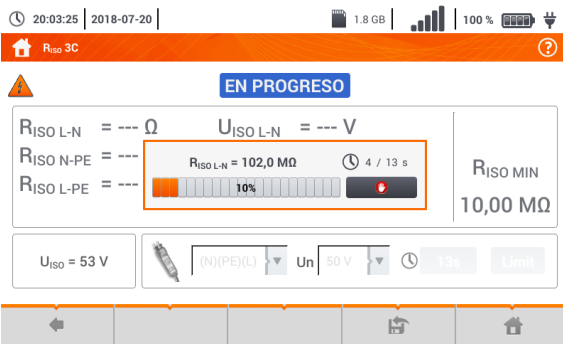 20:03:25 2018-07-20 1.8 GB 100 %
RISO 3C ?
EN PROGRESO
RISO L-N = --- Ω UISO L-N = --- V
RISO N-PE = ---
RISO L-PE = ---
RISO L-N = 102,0 MΩ 4 / 13 s
10%
RISO MIN
10,00 MΩ
UISO = 53 V (N)(PE)(L) Un 50 V 13s Limit